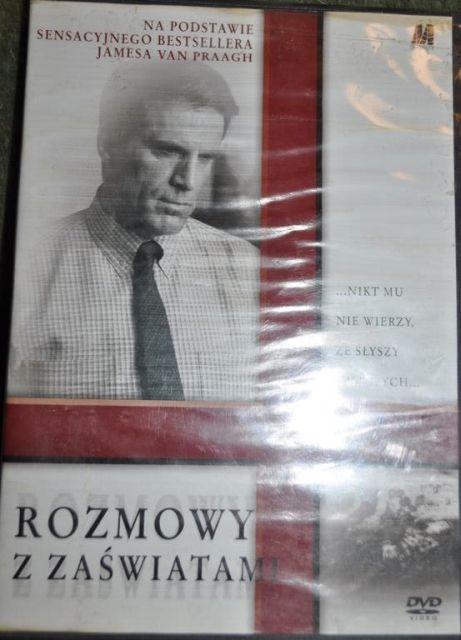 NA PODSTAWIE
SENSACYJNEGO BESTSELLERA
JAMESA VAN PRAAGH
M
...NIKT MU
NIE WIERZY,
ŻE SŁYSZY
ROZMOWY
Z ZAŚWIATAMI
DVD
VIDEO